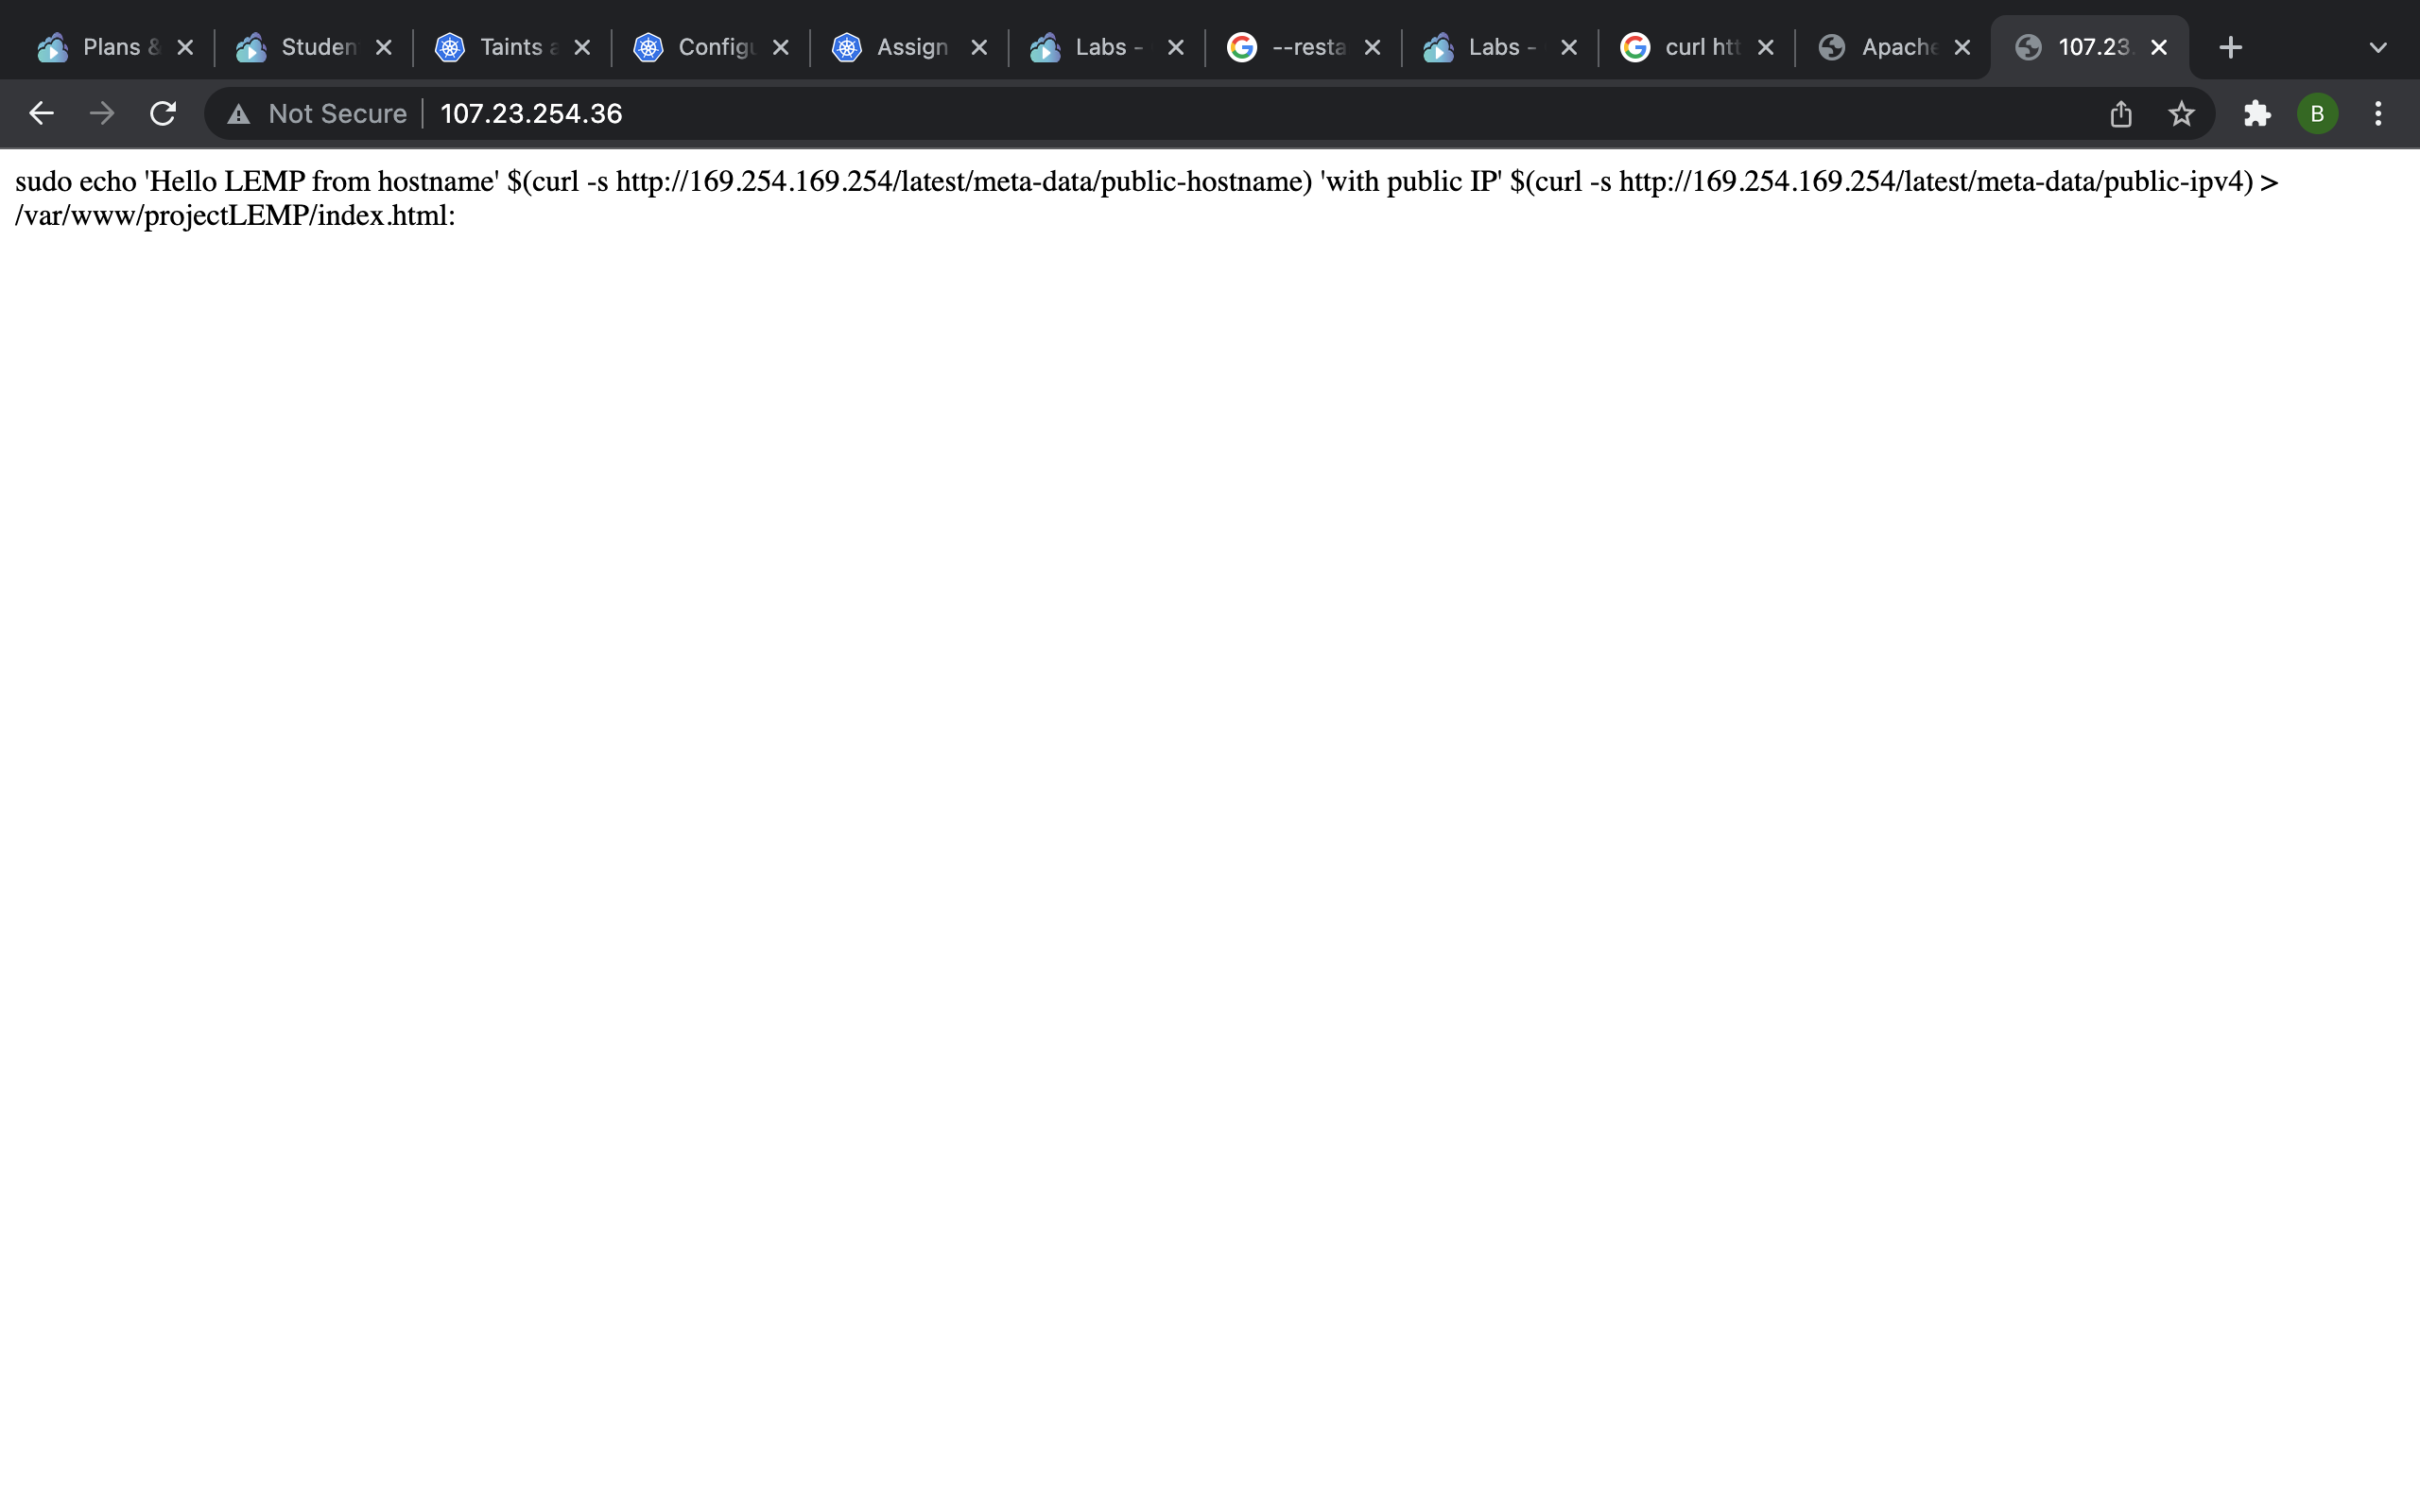 Plans & Studen Taints a Configu Assign Labs - --resta Labs - curl htt Apache 107.23.
Not Secure 107.23.254.36 B
sudo echo 'Hello LEMP from hostname' $(curl -s http://169.254.169.254/latest/meta-data/public-hostname) 'with public IP' $(curl -s http://169.254.169.254/latest/meta-data/public-ipv4) >
/var/www/projectLEMP/index.html: